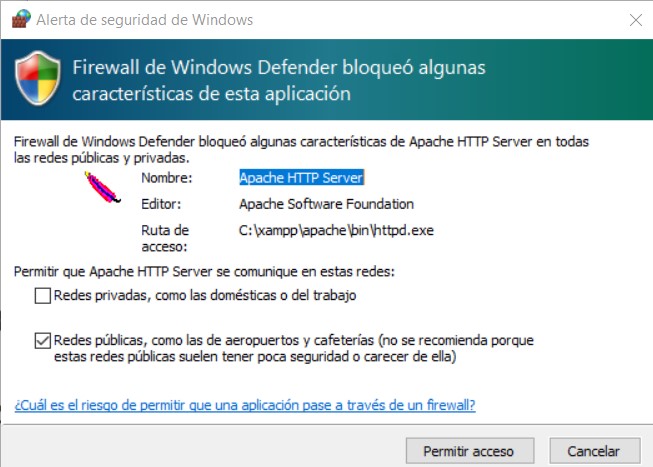 Alerta de seguridad de Windows
Firewall de Windows Defender bloqueó algunas
características de esta aplicación
Firewall de Windows Defender bloqueó algunas características de Apache HTTP Server en todas
las redes públicas y privadas.
Nombre: Apache HTTP Server
Editor: Apache Software Foundation
Ruta de acceso: C:\xampp\apache\bin\httpd.exe
Permitir que Apache HTTP Server se comunique en estas redes:
Redes privadas, como las domésticas o del trabajo
Redes públicas, como las de aeropuertos y cafeterías (no se recomienda porque
estas redes públicas suelen tener poca seguridad o carecer de ella)
¿Cuál es el riesgo de permitir que una aplicación pase a través de un firewall?
Permitir acceso Cancelar